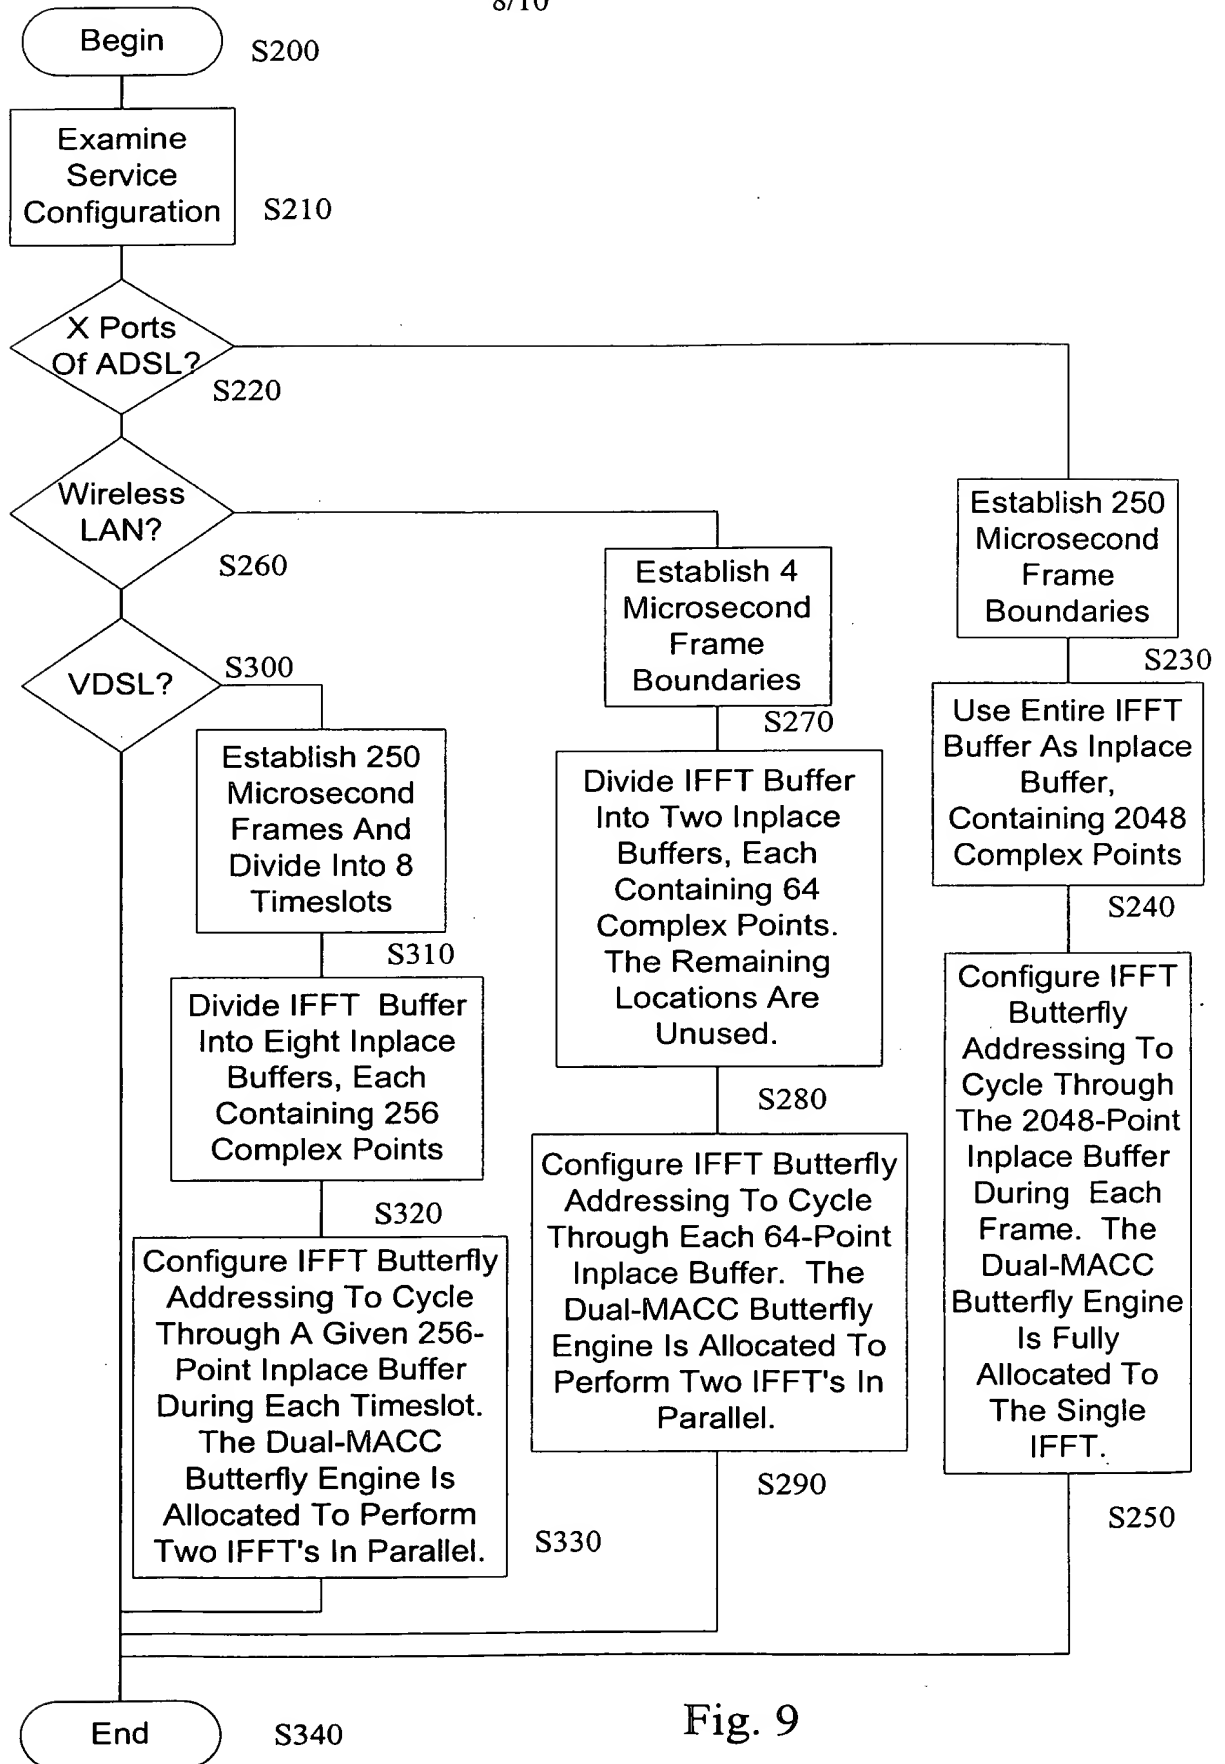 8/10
Begin
S200
Examine
Service
Configuration
S210
X Ports
Of ADSL?
S220
Wireless
LAN?
S260
VDSL?
S300
Establish 250
Microsecond
Frames And
Divide Into 8
Timeslots
S310
Divide IFFT Buffer
Into Eight Inplace
Buffers, Each
Containing 256
Complex Points
S320
Configure IFFT Butterfly
Addressing To Cycle
Through A Given 256-
Point Inplace Buffer
During Each Timeslot.
The Dual-MACC
Butterfly Engine Is
Allocated To Perform
Two IFFT's In Parallel.
S330
Establish 4
Microsecond
Frame
Boundaries
S270
Divide IFFT Buffer
Into Two Inplace
Buffers, Each
Containing 64
Complex Points.
The Remaining
Locations Are
Unused.
S280
Configure IFFT Butterfly
Addressing To Cycle
Through Each 64-Point
Inplace Buffer. The
Dual-MACC Butterfly
Engine Is Allocated To
Perform Two IFFT's In
Parallel.
S290
Establish 250
Microsecond
Frame
Boundaries
S230
Use Entire IFFT
Buffer As Inplace
Buffer,
Containing 2048
Complex Points
S240
Configure IFFT
Butterfly
Addressing To
Cycle Through
The 2048-Point
Inplace Buffer
During Each
Frame. The
Dual-MACC
Butterfly Engine
Is Fully
Allocated To
The Single
IFFT.
S250
End
S340
Fig. 9